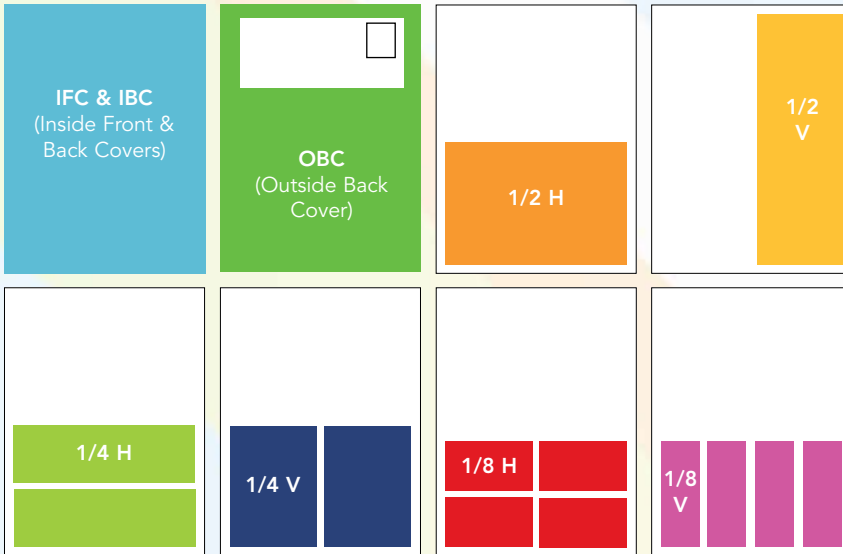 IFC & IBC
(Inside Front &
Back Covers)
OBC
(Outside Back
Cover)
1/2 H
1/2
V
1/4 H
1/4 V
1/8 H
1/8
V